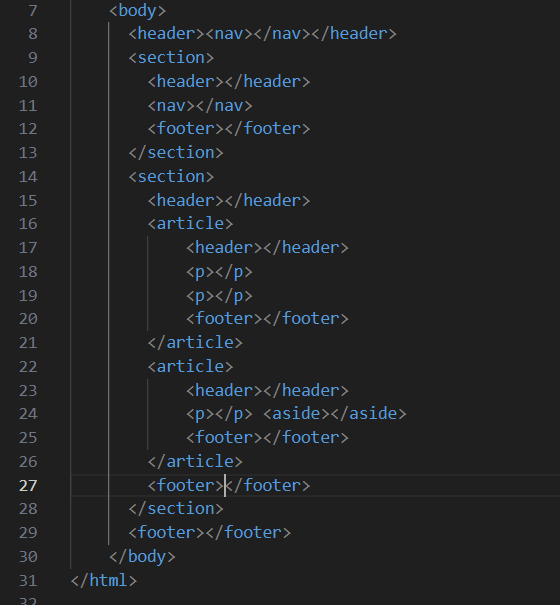 7 <body>
8 <header><nav></nav></header>
9 <section>
10 <header></header>
11 <nav></nav>
12 <footer></footer>
13 </section>
14 <section>
15 <header></header>
16 <article>
17 <header></header>
18 <p></p>
19 <p></p>
20 <footer></footer>
21 </article>
22 <article>
23 <header></header>
24 <p></p> <aside></aside>
25 <footer></footer>
26 </article>
27 <footer></footer>
28 </section>
29 <footer></footer>
30 </body>
31 </html>
32